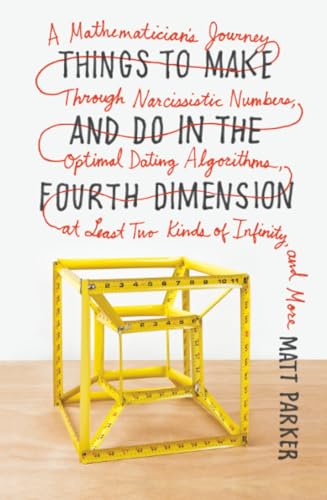 A Mathematician's Journey
THINGS TO MAKE
Through Narcissistic Numbers,
AND DO IN THE
Optimal Dating Algorithms,
FOURTH DIMENSION
at Least Two Kinds of Infinity, and More
MATT PARKER